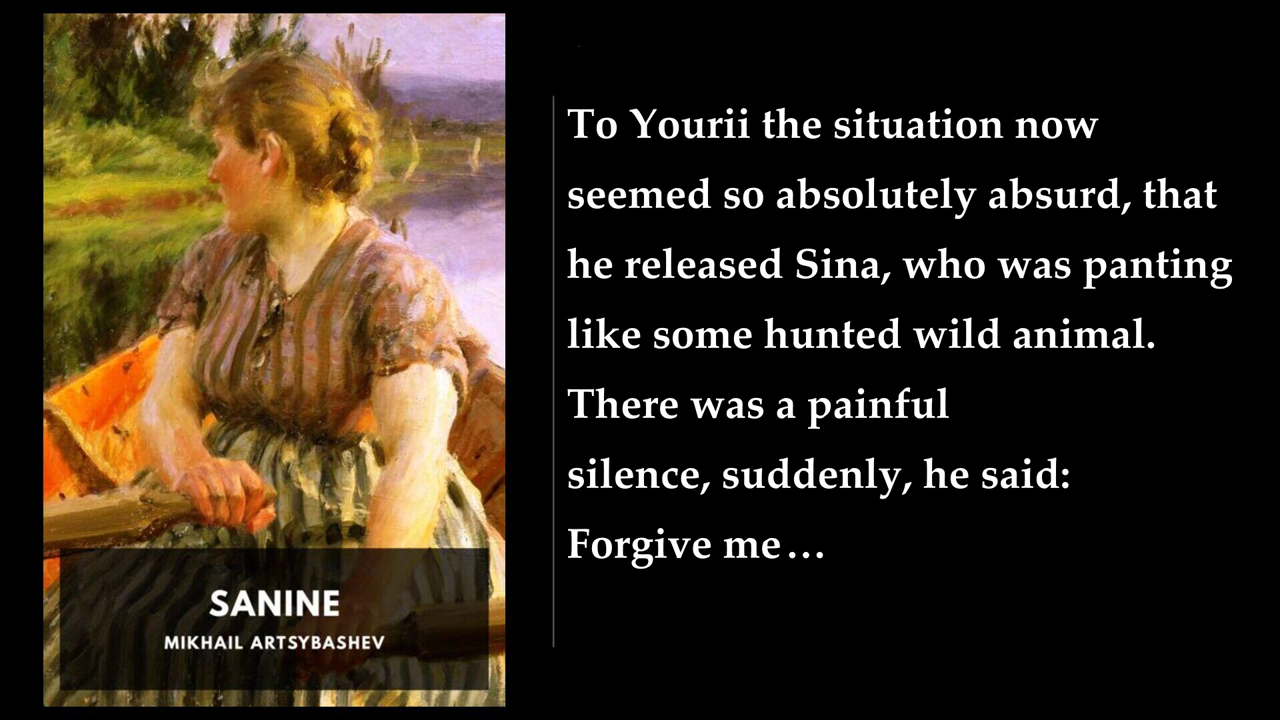 SANINE
MIKHAIL ARTSYBASHEV
To Yourii the situation now
seemed so absolutely absurd, that
he released Sina, who was panting
like some hunted wild animal.
There was a painful
silence, suddenly, he said:
Forgive me…